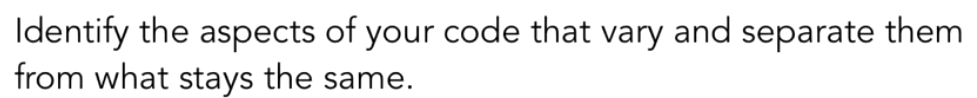 Identify the aspects of your code that vary and separate them
from what stays the same.